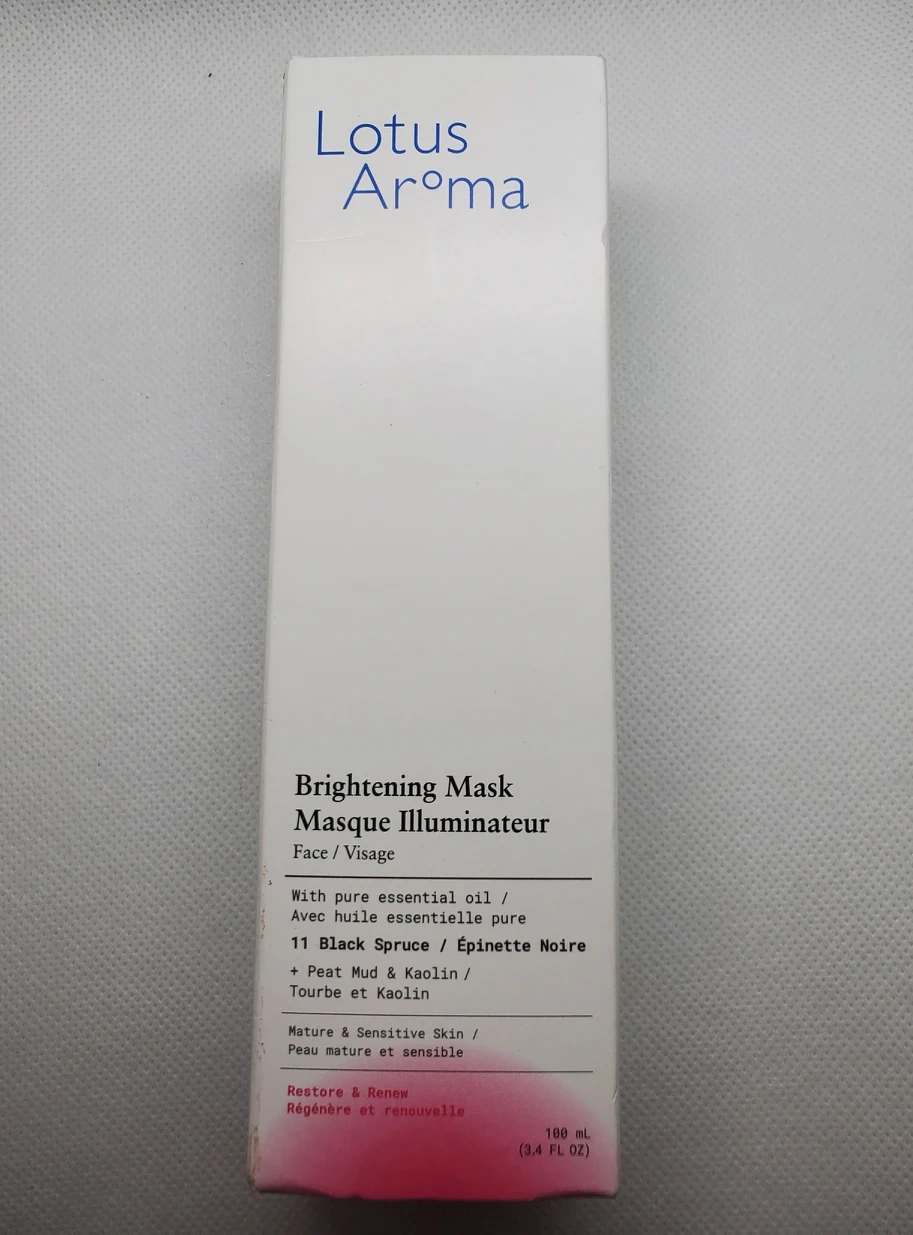 Lotus
Aroma
Brightening Mask
Masque Illuminateur
Face / Visage
With pure essential oil /
Avec huile essentielle pure
11 Black Spruce / Épinette Noire
+ Peat Mud & Kaolin /
Tourbe et Kaolin
Mature & Sensitive Skin /
Peau mature et sensible
Restore & Renew
Régénère et renouvelle
100 mL
(3.4 FL OZ)